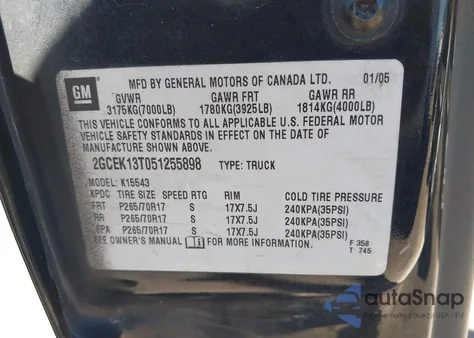 GM
MFD BY GENERAL MOTORS OF CANADA LTD. 01/05
GVWR GAWR FRT GAWR RR
3175KG(7000LB) 1780KG(3925LB) 1814KG(4000LB)
THIS VEHICLE CONFORMS TO ALL APPLICABLE U.S. FEDERAL MOTOR
VEHICLE SAFETY STANDARDS IN EFFECT ON THE DATE OF
MANUFACTURE SHOWN ABOVE.
2GCEK13T051255898 TYPE: TRUCK
MODEL: K15543
KPDC TIRE SIZE SPEED RTG RIM COLD TIRE PRESSURE
FRT P265/70R17 S 17X7.5J 240KPA(35PSI)
RR P265/70R17 S 17X7.5J 240KPA(35PSI)
SPA P265/70R17 S 17X7.5J 240KPA(35PSI)
SEE OWNER'S MANUAL FOR MORE INFORMATION. F 358
T 745
autoSnap